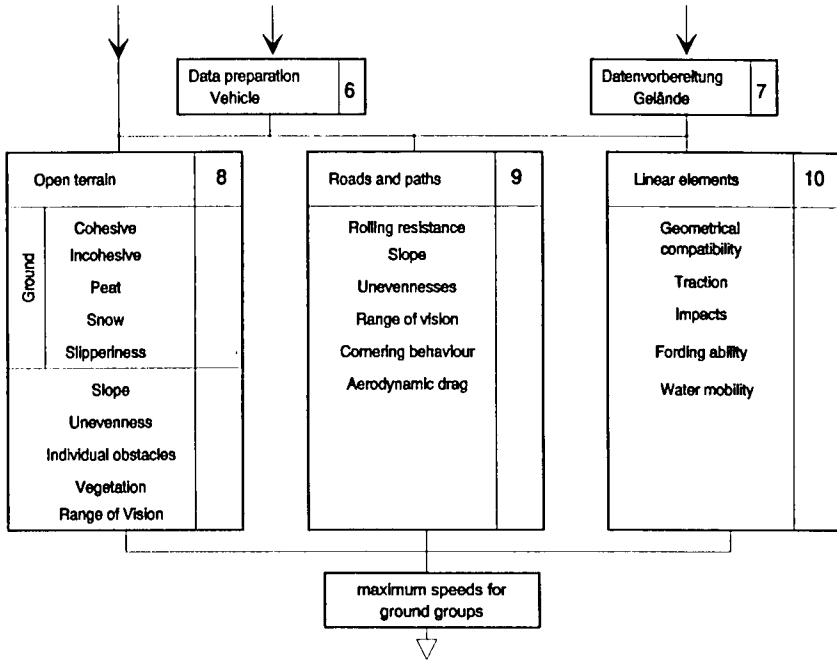 Data preparation
Vehicle
6
Datenvorbereitung
Gelände
7
Open terrain
8
Ground
Cohesive
Incohesive
Peat
Snow
Slipperiness
Slope
Unevenness
Individual obstacles
Vegetation
Range of Vision
Roads and paths
9
Rolling resistance
Slope
Unevennesses
Range of vision
Cornering behaviour
Aerodynamic drag
Linear elements
10
Geometrical
compatibility
Traction
Impacts
Fording ability
Water mobility
maximum speeds for
ground groups